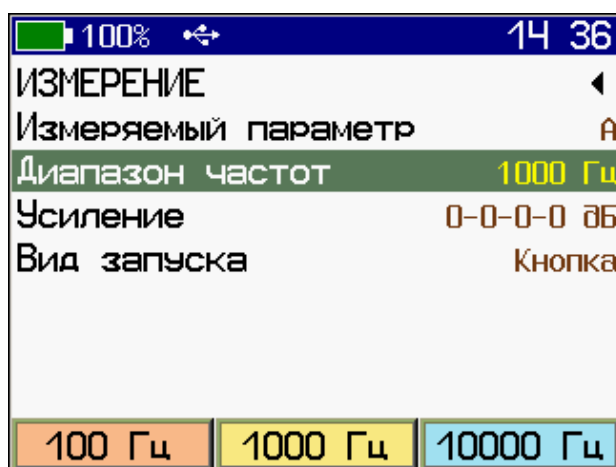 100% 14 36
ИЗМЕРЕНИЕ
Измеряемый параметр А
Диапазон частот 1000 Гц
Усиление 0-0-0-0 дБ
Вид запуска Кнопка
100 Гц 1000 Гц 10000 Гц